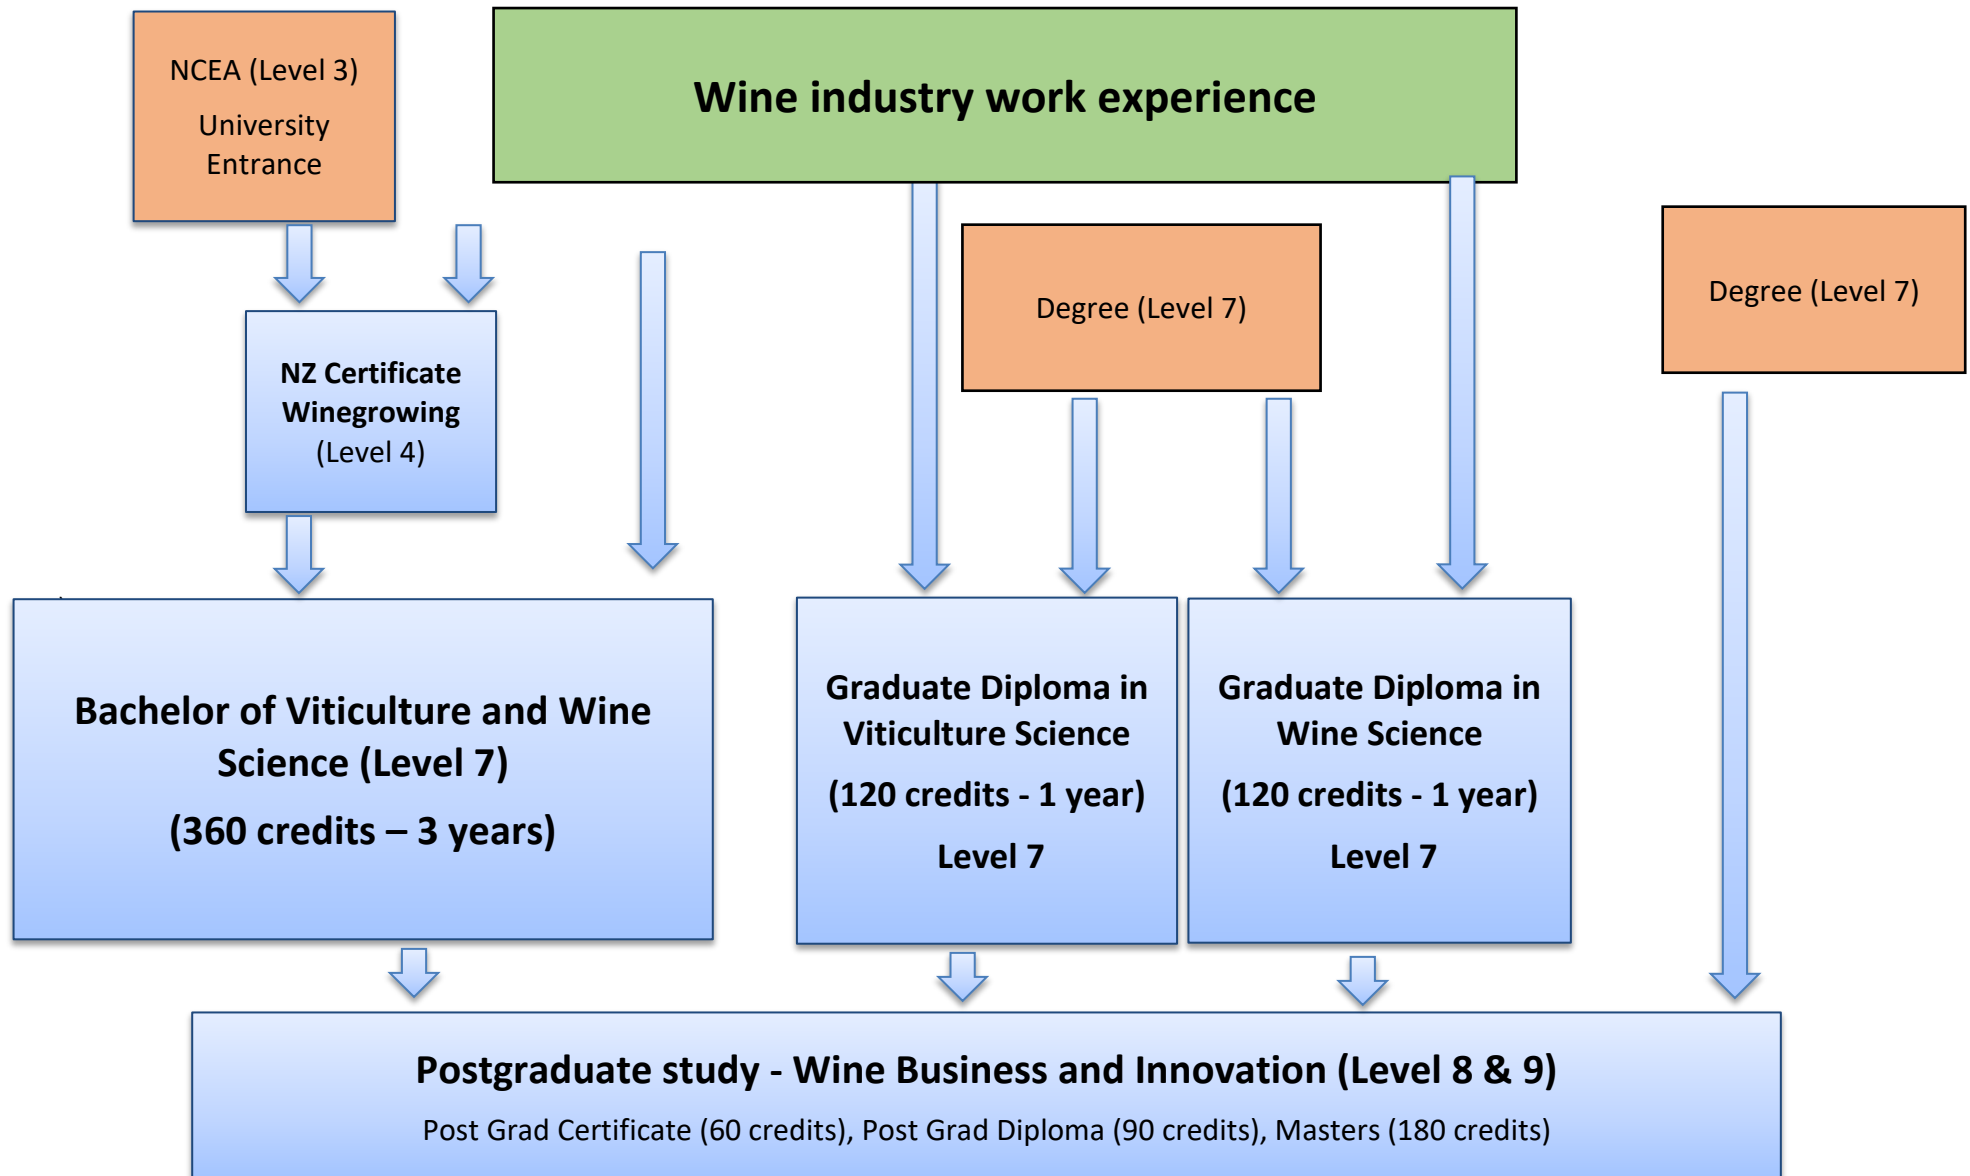 NCEA (Level 3)
University
Entrance
Wine industry work experience
Degree (Level 7)
Degree (Level 7)
NZ Certificate
Winegrowing
(Level 4)
Bachelor of Viticulture and Wine
Science (Level 7)
(360 credits – 3 years)
Graduate Diploma in
Viticulture Science
(120 credits - 1 year)
Level 7
Graduate Diploma in
Wine Science
(120 credits - 1 year)
Level 7
Postgraduate study - Wine Business and Innovation (Level 8 & 9)
Post Grad Certificate (60 credits), Post Grad Diploma (90 credits), Masters (180 credits)